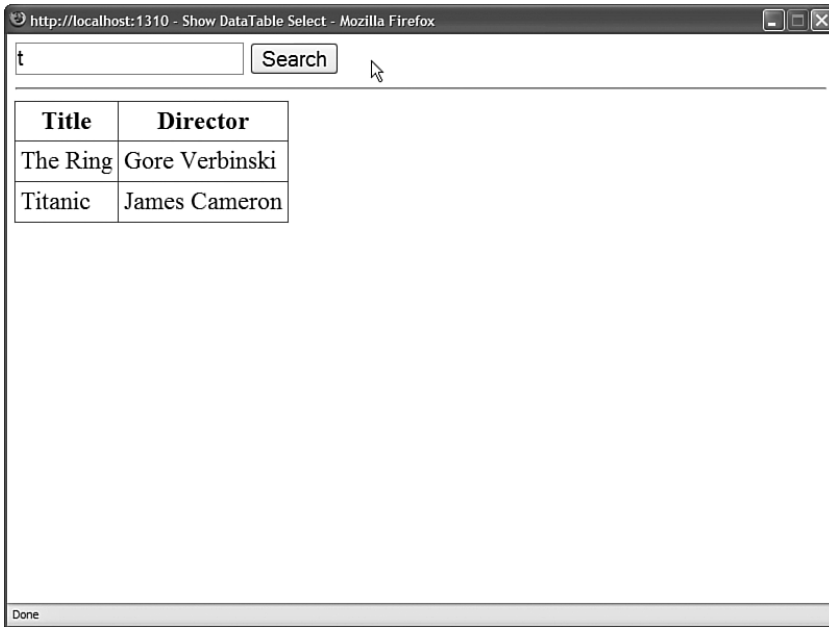 http://localhost:1310 - Show DataTable Select - Mozilla Firefox
t Search
Title Director
The Ring Gore Verbinski
Titanic James Cameron
Done